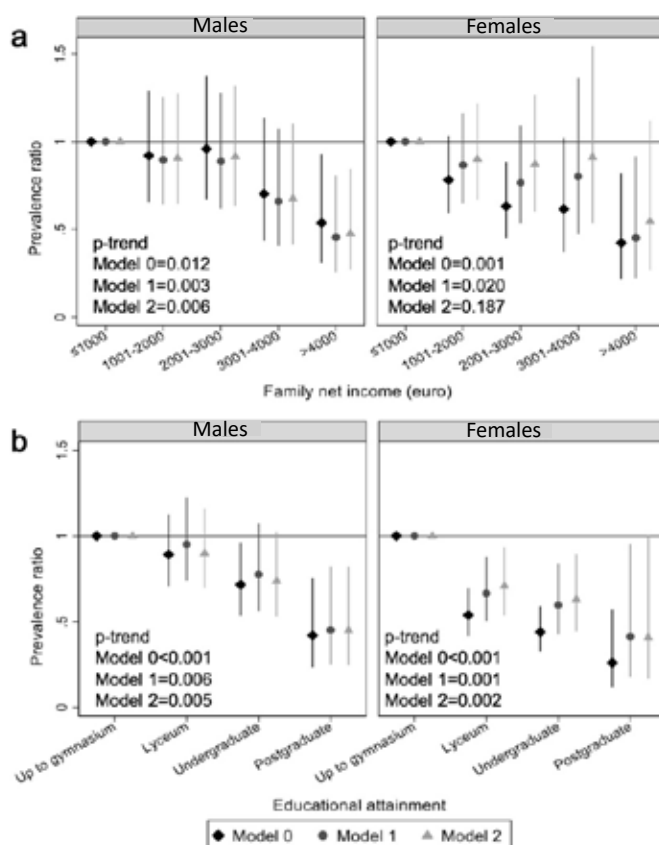 a
Males
Females
Prevalence ratio
1.5
1
.5
0
p-trend
Model 0=0.012
Model 1=0.003
Model 2=0.006
p-trend
Model 0=0.001
Model 1=0.020
Model 2=0.187
≤1000
1001-2000
2001-3000
3001-4000
>4000
≤1000
1001-2000
2001-3000
3001-4000
>4000
Family net income (euro)
b
Males
Females
Prevalence ratio
1.5
1
.5
0
p-trend
Model 0<0.001
Model 1=0.006
Model 2=0.005
p-trend
Model 0<0.001
Model 1=0.001
Model 2=0.002
Up to gymnasium
Lyceum
Undergraduate
Postgraduate
Up to gymnasium
Lyceum
Undergraduate
Postgraduate
Educational attainment
Model 0
Model 1
Model 2